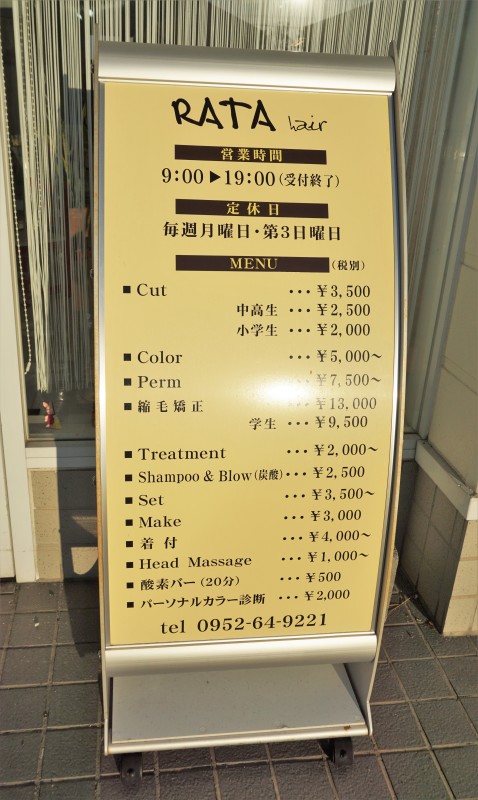 RATA hair
営業時間
9:00▶19:00(受付終了)
定休日
毎週月曜日・第3日曜日
MENU (税別)
■ Cut ・・・¥3,500
中高生 ・・・¥2,500
小学生 ・・・¥2,000
■ Color ・・・¥5,000~
■ Perm ・・・¥7,500~
■ 縮毛矯正 ・・・¥13,000
学生 ・・・¥9,500
■ Treatment ・・・¥2,000~
■ Shampoo & Blow(炭酸)・・・¥2,500
■ Set ・・・¥3,500~
■ Make ・・・¥3,000
■ 着付 ・・・¥4,000~
■ Head Massage ・・・¥1,000~
■ 酸素バー(20分) ・・・¥500
■ パーソナルカラー診断 ・・・¥2,000
tel 0952-64-9221